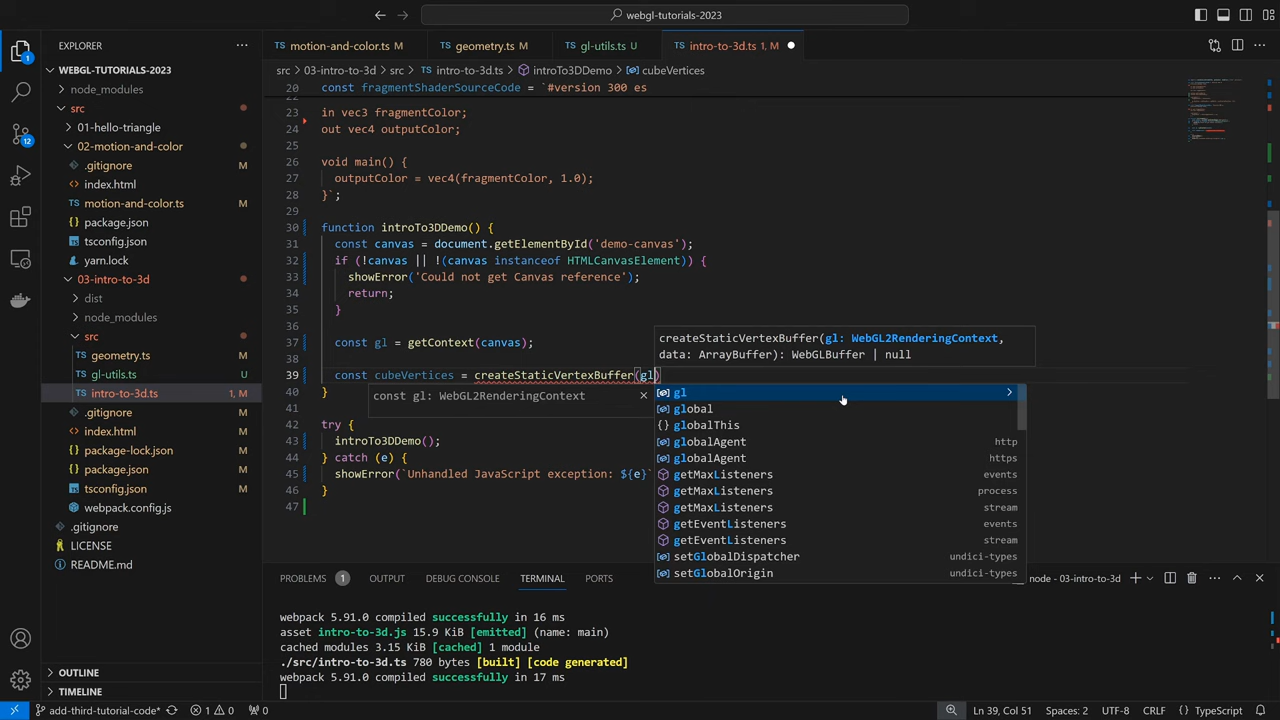 webgl-tutorials-2023
EXPLORER
WEBGL-TUTORIALS-2023
node_modules
src
01-hello-triangle
02-motion-and-color
.gitignore M
index.html
motion-and-color.ts M
package.json
tsconfig.json
yarn.lock
03-intro-to-3d
dist
node_modules
src
geometry.ts M
gl-utils.ts U
intro-to-3d.ts 1, M
.gitignore M
index.html M
package-lock.json M
package.json M
tsconfig.json M
webpack.config.js
.gitignore
LICENSE
README.md
OUTLINE
TIMELINE
motion-and-color.ts M
geometry.ts M
gl-utils.ts U
intro-to-3d.ts 1, M
src > 03-intro-to-3d > src > TS intro-to-3d.ts > introTo3DDemo > cubeVertices
20 const fragmentShaderSourceCode = `#version 300 es
23 in vec3 fragmentColor;
24 out vec4 outputColor;
25
26 void main() {
27 outputColor = vec4(fragmentColor, 1.0);
28 }`;
29
30 function introTo3DDemo() {
31 const canvas = document.getElementById('demo-canvas');
32 if (!canvas || !(canvas instanceof HTMLCanvasElement)) {
33 showError('Could not get Canvas reference');
34 return;
35 }
36
37 const gl = getContext(canvas);
38
39 const cubeVertices = createStaticVertexBuffer(gl)
40 }
41
42 try {
43 introTo3DDemo();
44 } catch (e) {
45 showError(`Unhandled JavaScript exception: ${e}`
46 }
47
createStaticVertexBuffer(gl: WebGL2RenderingContext,
data: ArrayBuffer): WebGLBuffer | null
const gl: WebGL2RenderingContext
gl
global
globalThis
globalAgent http
globalAgent https
getMaxListeners events
getMaxListeners process
getMaxListeners stream
getEventListeners events
getEventListeners stream
setGlobalDispatcher undici-types
setGlobalOrigin undici-types
PROBLEMS 1 OUTPUT DEBUG CONSOLE TERMINAL PORTS
node - 03-intro-to-3d
webpack 5.91.0 compiled successfully in 16 ms
asset intro-to-3d.js 15.9 KiB [emitted] (name: main)
cached modules 3.15 KiB [cached] 1 module
./src/intro-to-3d.ts 780 bytes [built] [code generated]
webpack 5.91.0 compiled successfully in 17 ms
add-third-tutorial-code* 1 0 0 Ln 39, Col 51 Spaces: 2 UTF-8 CRLF TypeScript